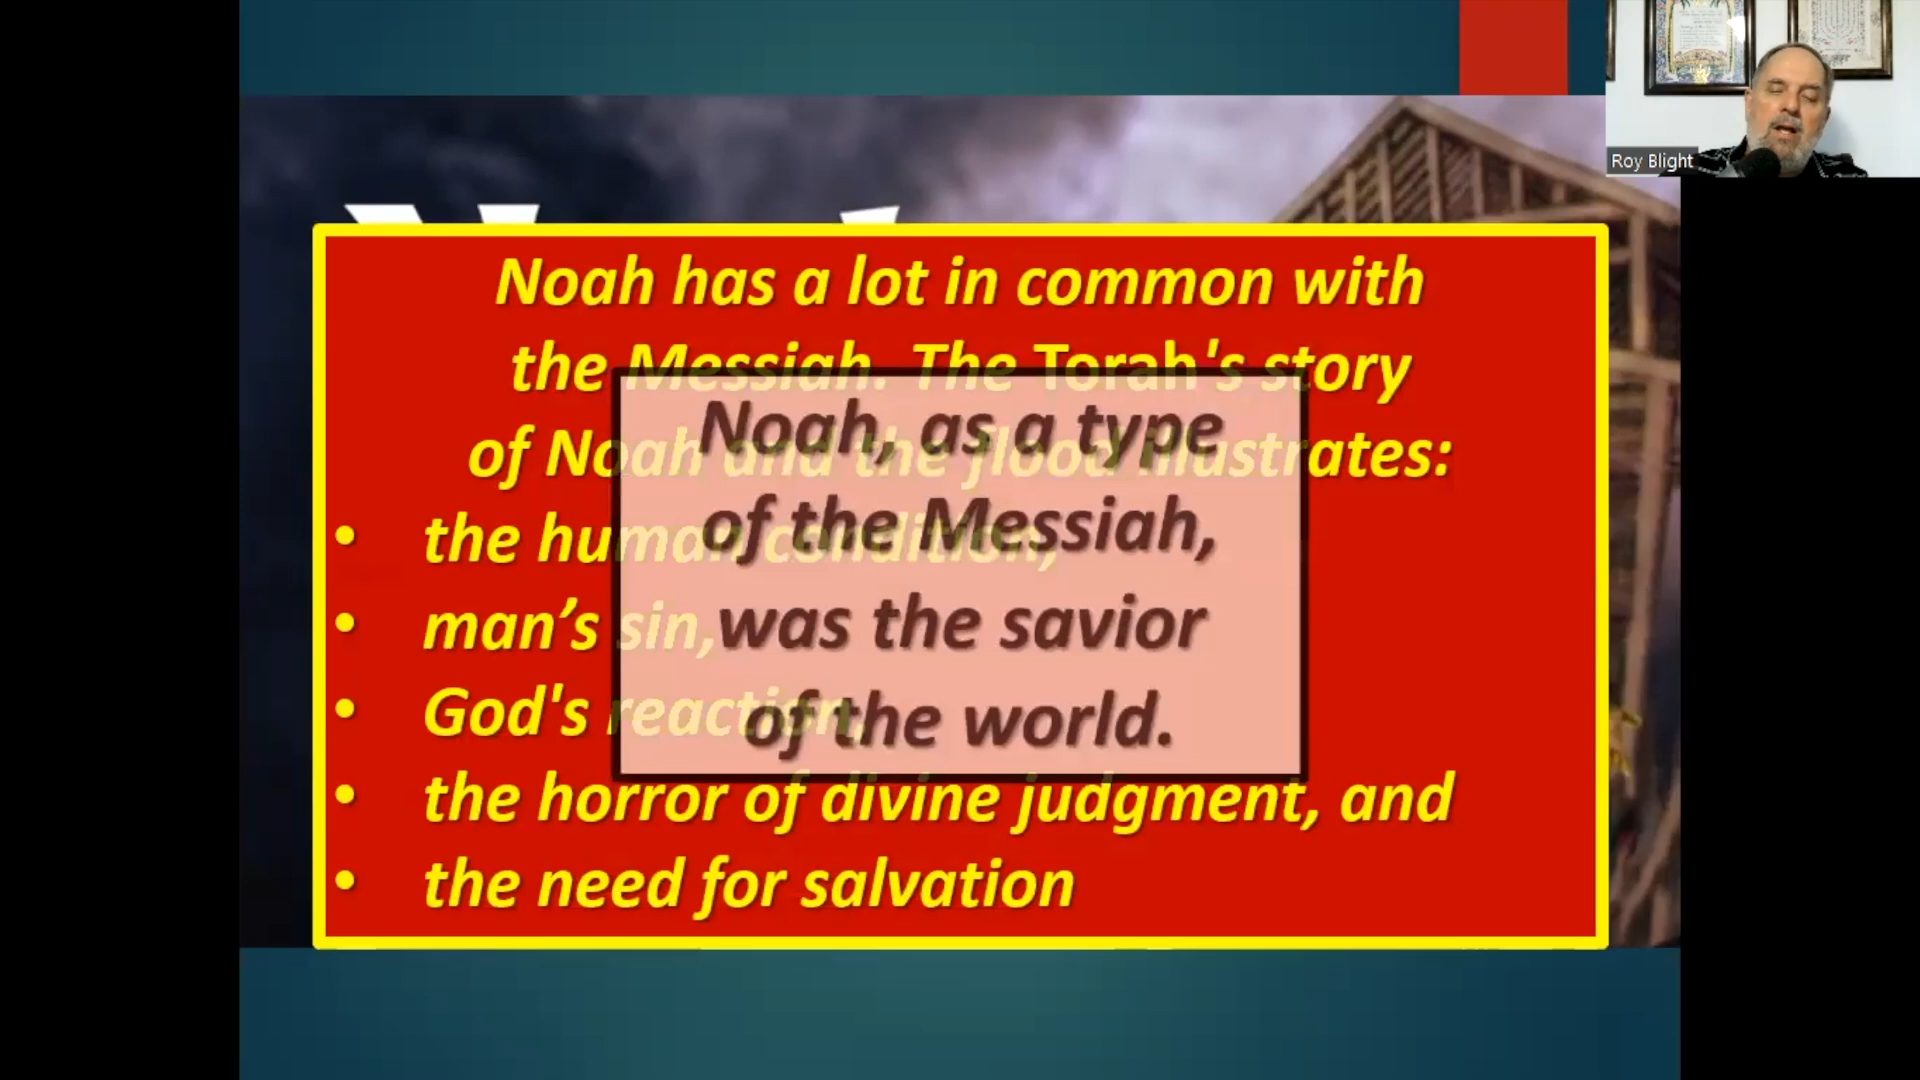 Roy Blight
Noah has a lot in common with
the Messiah. The Torah's story
of Noah and the flood illustrates:
• the human condition,
• man’s sin,
• God's reaction,
• the horror of divine judgment, and
• the need for salvation
Noah, as a type
of the Messiah,
was the savior
of the world.